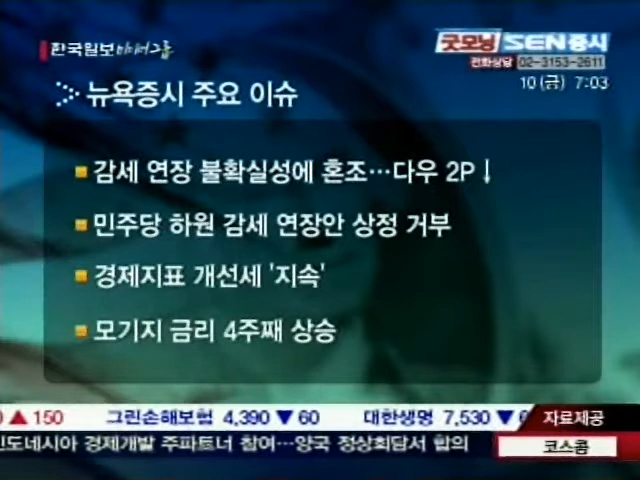 한국일보 미디어그룹
굿모닝 SEN증시
전화상담 02-3153-2611
10(금) 7:03
뉴욕증시 주요 이슈
감세 연장 불확실성에 혼조…다우 2P↓
민주당 하원 감세 연장안 상정 거부
경제지표 개선세 '지속'
모기지 금리 4주째 상승
▲ 150 그린손해보험 4,390 ▼ 60 대한생명 7,530 ▼ 자료제공
인도네시아 경제개발 주파트너 참여…양국 정상회담서 합의 코스콤